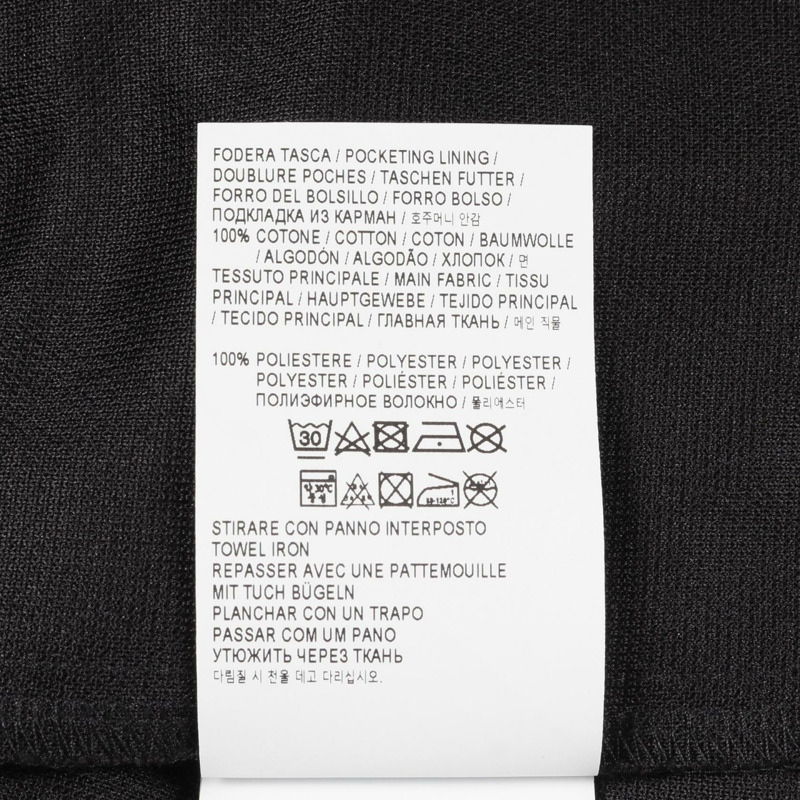 FODERA TASCA / POCKETING LINING /
DOUBLURE POCHES / TASCHEN FUTTER /
FORRO DEL BOLSILLO / FORRO BOLSO /
ПОДКЛАДКА ИЗ КАРМАН / 호주머니 안감
100% COTONE / COTTON / COTON / BAUMWOLLE
/ ALGODÓN / ALGODÃO / ХЛОПОК / 면
TESSUTO PRINCIPALE / MAIN FABRIC / TISSU
PRINCIPAL / HAUPTGEWEBE / TEJIDO PRINCIPAL
/ TECIDO PRINCIPAL / ГЛАВНАЯ ТКАНЬ / 메인 직물
100% POLIESTERE / POLYESTER / POLYESTER /
POLYESTER / POLIÉSTER / POLIÉSTER /
ПОЛИЭФИРНОЕ ВОЛОКНО / 폴리에스터
30
30℃
STIRARE CON PANNO INTERPOSTO
TOWEL IRON
REPASSER AVEC UNE PATTEMOUILLE
MIT TUCH BÜGELN
PLANCHAR CON UN TRAPO
PASSAR COM UM PANO
УТЮЖИТЬ ЧЕРЕЗ ТКАНЬ
다림질 시 천을 데고 다리십시오.